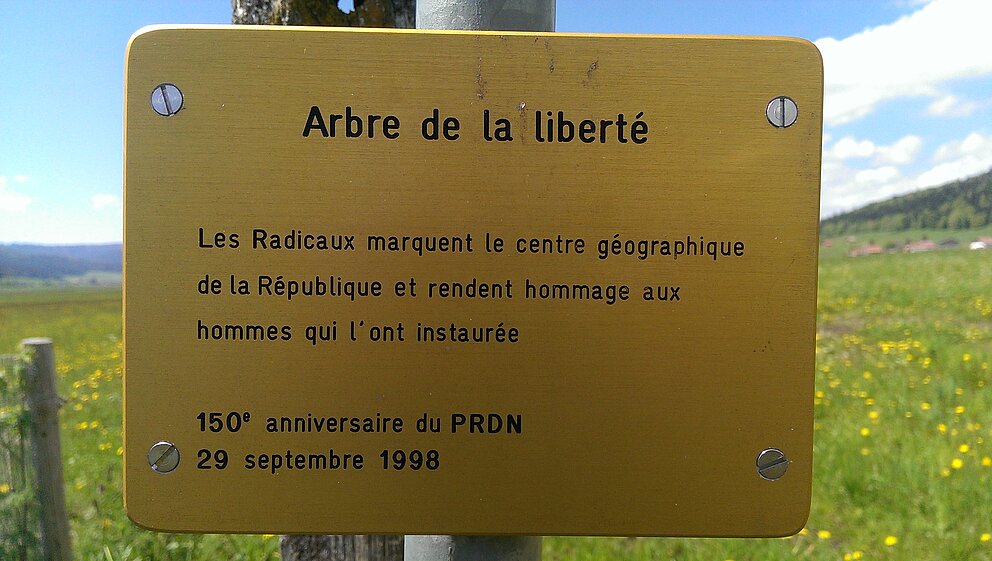 Arbre de la liberté
Les Radicaux marquent le centre géographique
de la République et rendent hommage aux
hommes qui l'ont instaurée
150e anniversaire du PRDN
29 septembre 1998